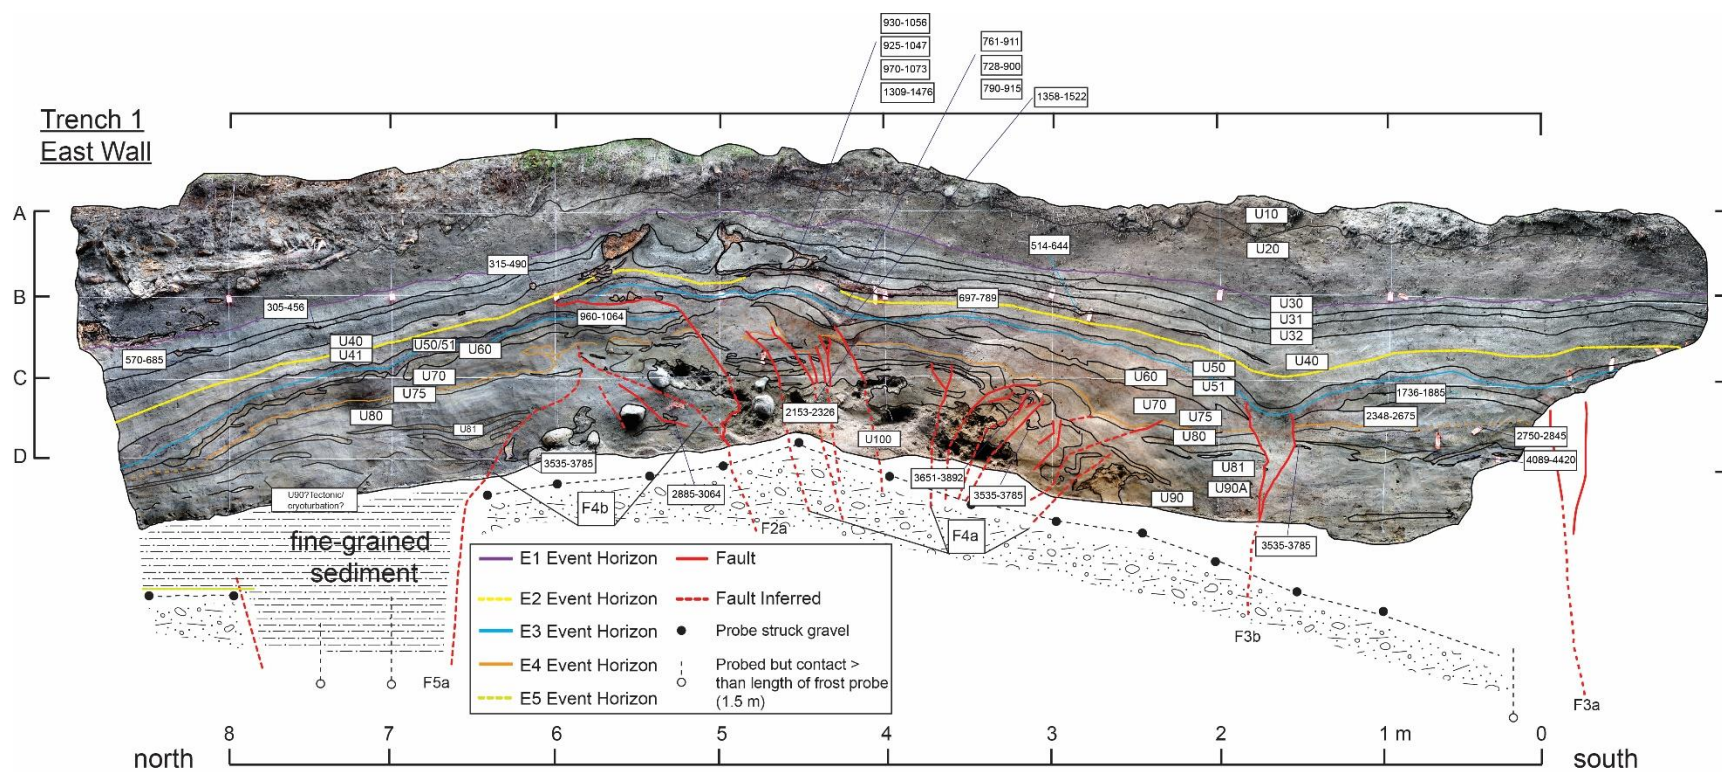 930-1056
925-1047
970-1073
1309-1476
761-911
728-900
790-915
1358-1522
Trench 1
East Wall
A
B
C
D
U10
U20
514-644
315-490
305-456
697-789
U30
U31
U32
960-1064
570-685
U40
U41
U50/51
U60
U40
U50
U51
U60
U70
U75
U80
U81
U70
U75
U80
1736-1885
2348-2675
2153-2326
U100
2750-2845
4089-4420
3535-3785
3651-3892
3535-3785
U81
U90A
U90
2885-3064
U90?Tectonic/
cryoturbation?
F4b
F2a
F4a
3535-3785
fine-grained
sediment
E1 Event Horizon
E2 Event Horizon
E3 Event Horizon
E4 Event Horizon
E5 Event Horizon
Fault
Fault Inferred
Probe struck gravel
Probed but contact >
than length of frost probe
(1.5 m)
F5a
F3b
F3a
8
7
6
5
4
3
2
1 m
0
north
south